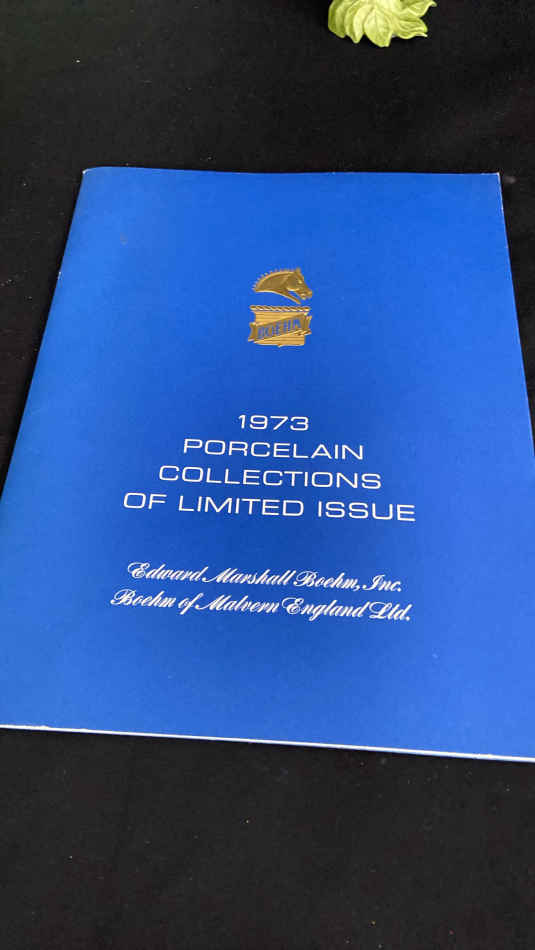 BOEHM
1973
PORCELAIN
COLLECTIONS
OF LIMITED ISSUE
Edward Marshall Boehm, Inc.
Boehm of Malvern England Ltd.